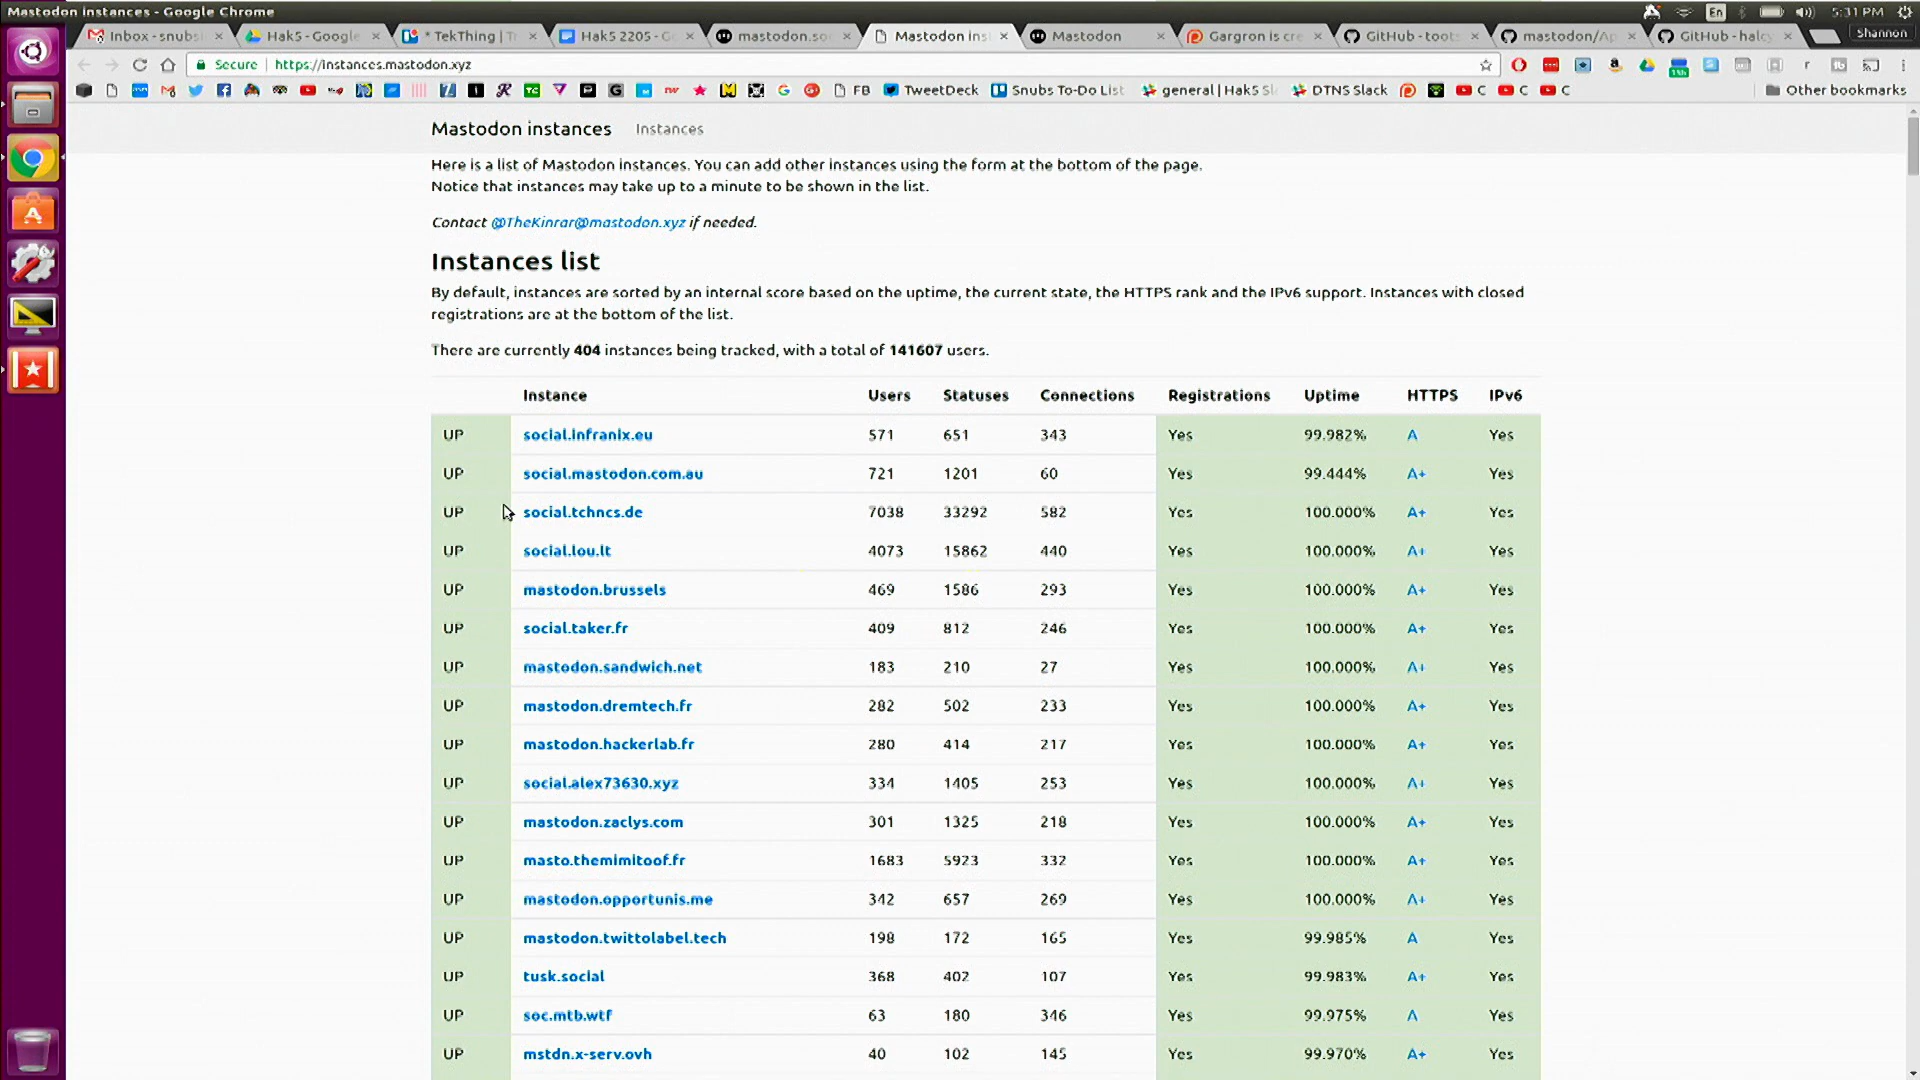 Mastodon instances - Google Chrome
En
5:31 PM
Inbox - snubs
Hak5 - Google
* TekThing | T
Hak5 2205 - G
mastodon.so
Mastodon ins
Mastodon
Gargron is cre
GitHub - toots
mastodon/Ap
GitHub - halcy
Shannon
Secure
https://instances.mastodon.xyz
FB
TweetDeck
Snubs To-Do List
general | Hak5 Sl
DTNS Slack
C
C
C
Other bookmarks
Mastodon instances Instances
Here is a list of Mastodon instances. You can add other instances using the form at the bottom of the page.
Notice that instances may take up to a minute to be shown in the list.
Contact @TheKinrar@mastodon.xyz if needed.
Instances list
By default, instances are sorted by an internal score based on the uptime, the current state, the HTTPS rank and the IPv6 support. Instances with closed
registrations are at the bottom of the list.
There are currently 404 instances being tracked, with a total of 141607 users.
Instance Users Statuses Connections Registrations Uptime HTTPS IPv6
UP social.infranix.eu 571 651 343 Yes 99.982% A Yes
UP social.mastodon.com.au 721 1201 60 Yes 99.444% A+ Yes
UP social.tchncs.de 7038 33292 582 Yes 100.000% A+ Yes
UP social.lou.lt 4073 15862 440 Yes 100.000% A+ Yes
UP mastodon.brussels 469 1586 293 Yes 100.000% A+ Yes
UP social.taker.fr 409 812 246 Yes 100.000% A+ Yes
UP mastodon.sandwich.net 183 210 27 Yes 100.000% A+ Yes
UP mastodon.dremtech.fr 282 502 233 Yes 100.000% A+ Yes
UP mastodon.hackerlab.fr 280 414 217 Yes 100.000% A+ Yes
UP social.alex73630.xyz 334 1405 253 Yes 100.000% A+ Yes
UP mastodon.zaclys.com 301 1325 218 Yes 100.000% A+ Yes
UP masto.themimitoof.fr 1683 5923 332 Yes 100.000% A+ Yes
UP mastodon.opportunis.me 342 657 269 Yes 100.000% A+ Yes
UP mastodon.twittolabel.tech 198 172 165 Yes 99.985% A Yes
UP tusk.social 368 402 107 Yes 99.983% A+ Yes
UP soc.mtb.wtf 63 180 346 Yes 99.975% A Yes
UP mstdn.x-serv.ovh 40 102 145 Yes 99.970% A+ Yes